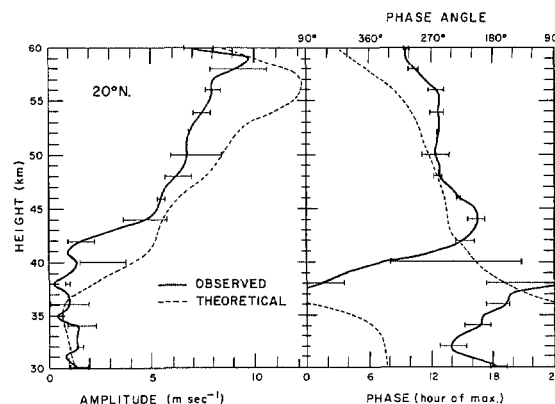 PHASE ANGLE
90° 360° 270° 180° 90°
60
55
50
45
40
35
30
HEIGHT (km)
20°N.
OBSERVED
THEORETICAL
0 5 10 0 6 12 18 24
AMPLITUDE (m sec⁻¹) PHASE (hour of max.)